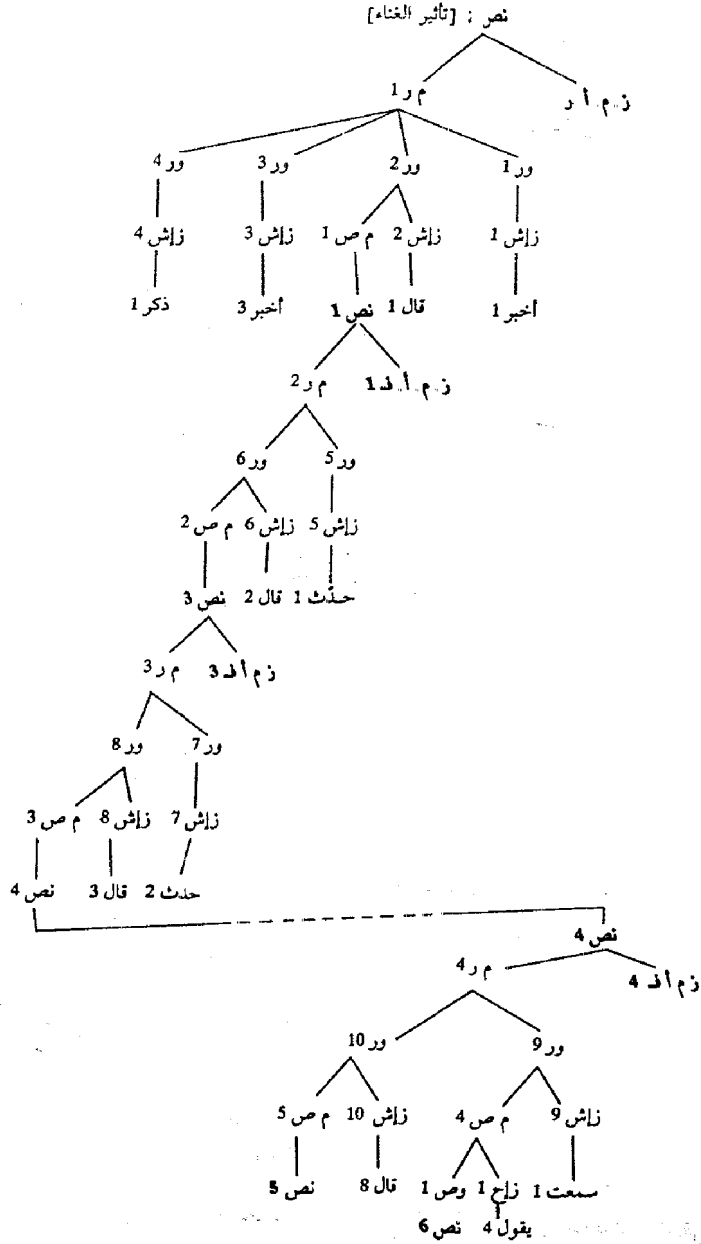 نص : [تأثير الغناء]
ز . م . أ . ر
م ر 1
ور 1 ور 2 ور 3 ور 4
زإش 1 زإش 2 م ص 1 زإش 3 زإش 4
أخبر 1 قال 1 نص 1 أخبر 3 ذكر 1
ز . م . أ . ف 1 م ر 2
ور 5 ور 6
زإش 5 زإش 6 م ص 2
حدّث 1 قال 2 نص 3
ز م أ ف 3 م ر 3
ور 7 ور 8
زإش 7 زإش 8 م ص 3
حدث 2 قال 3 نص 4
نص 4
ز م أ ف 4 م ر 4
ور 9 ور 10
زإش 9 م ص 4 زإش 10 م ص 5
سمعت 1 زإح 1 وص 1 قال 8 نص 5
يقول 4 نص 6